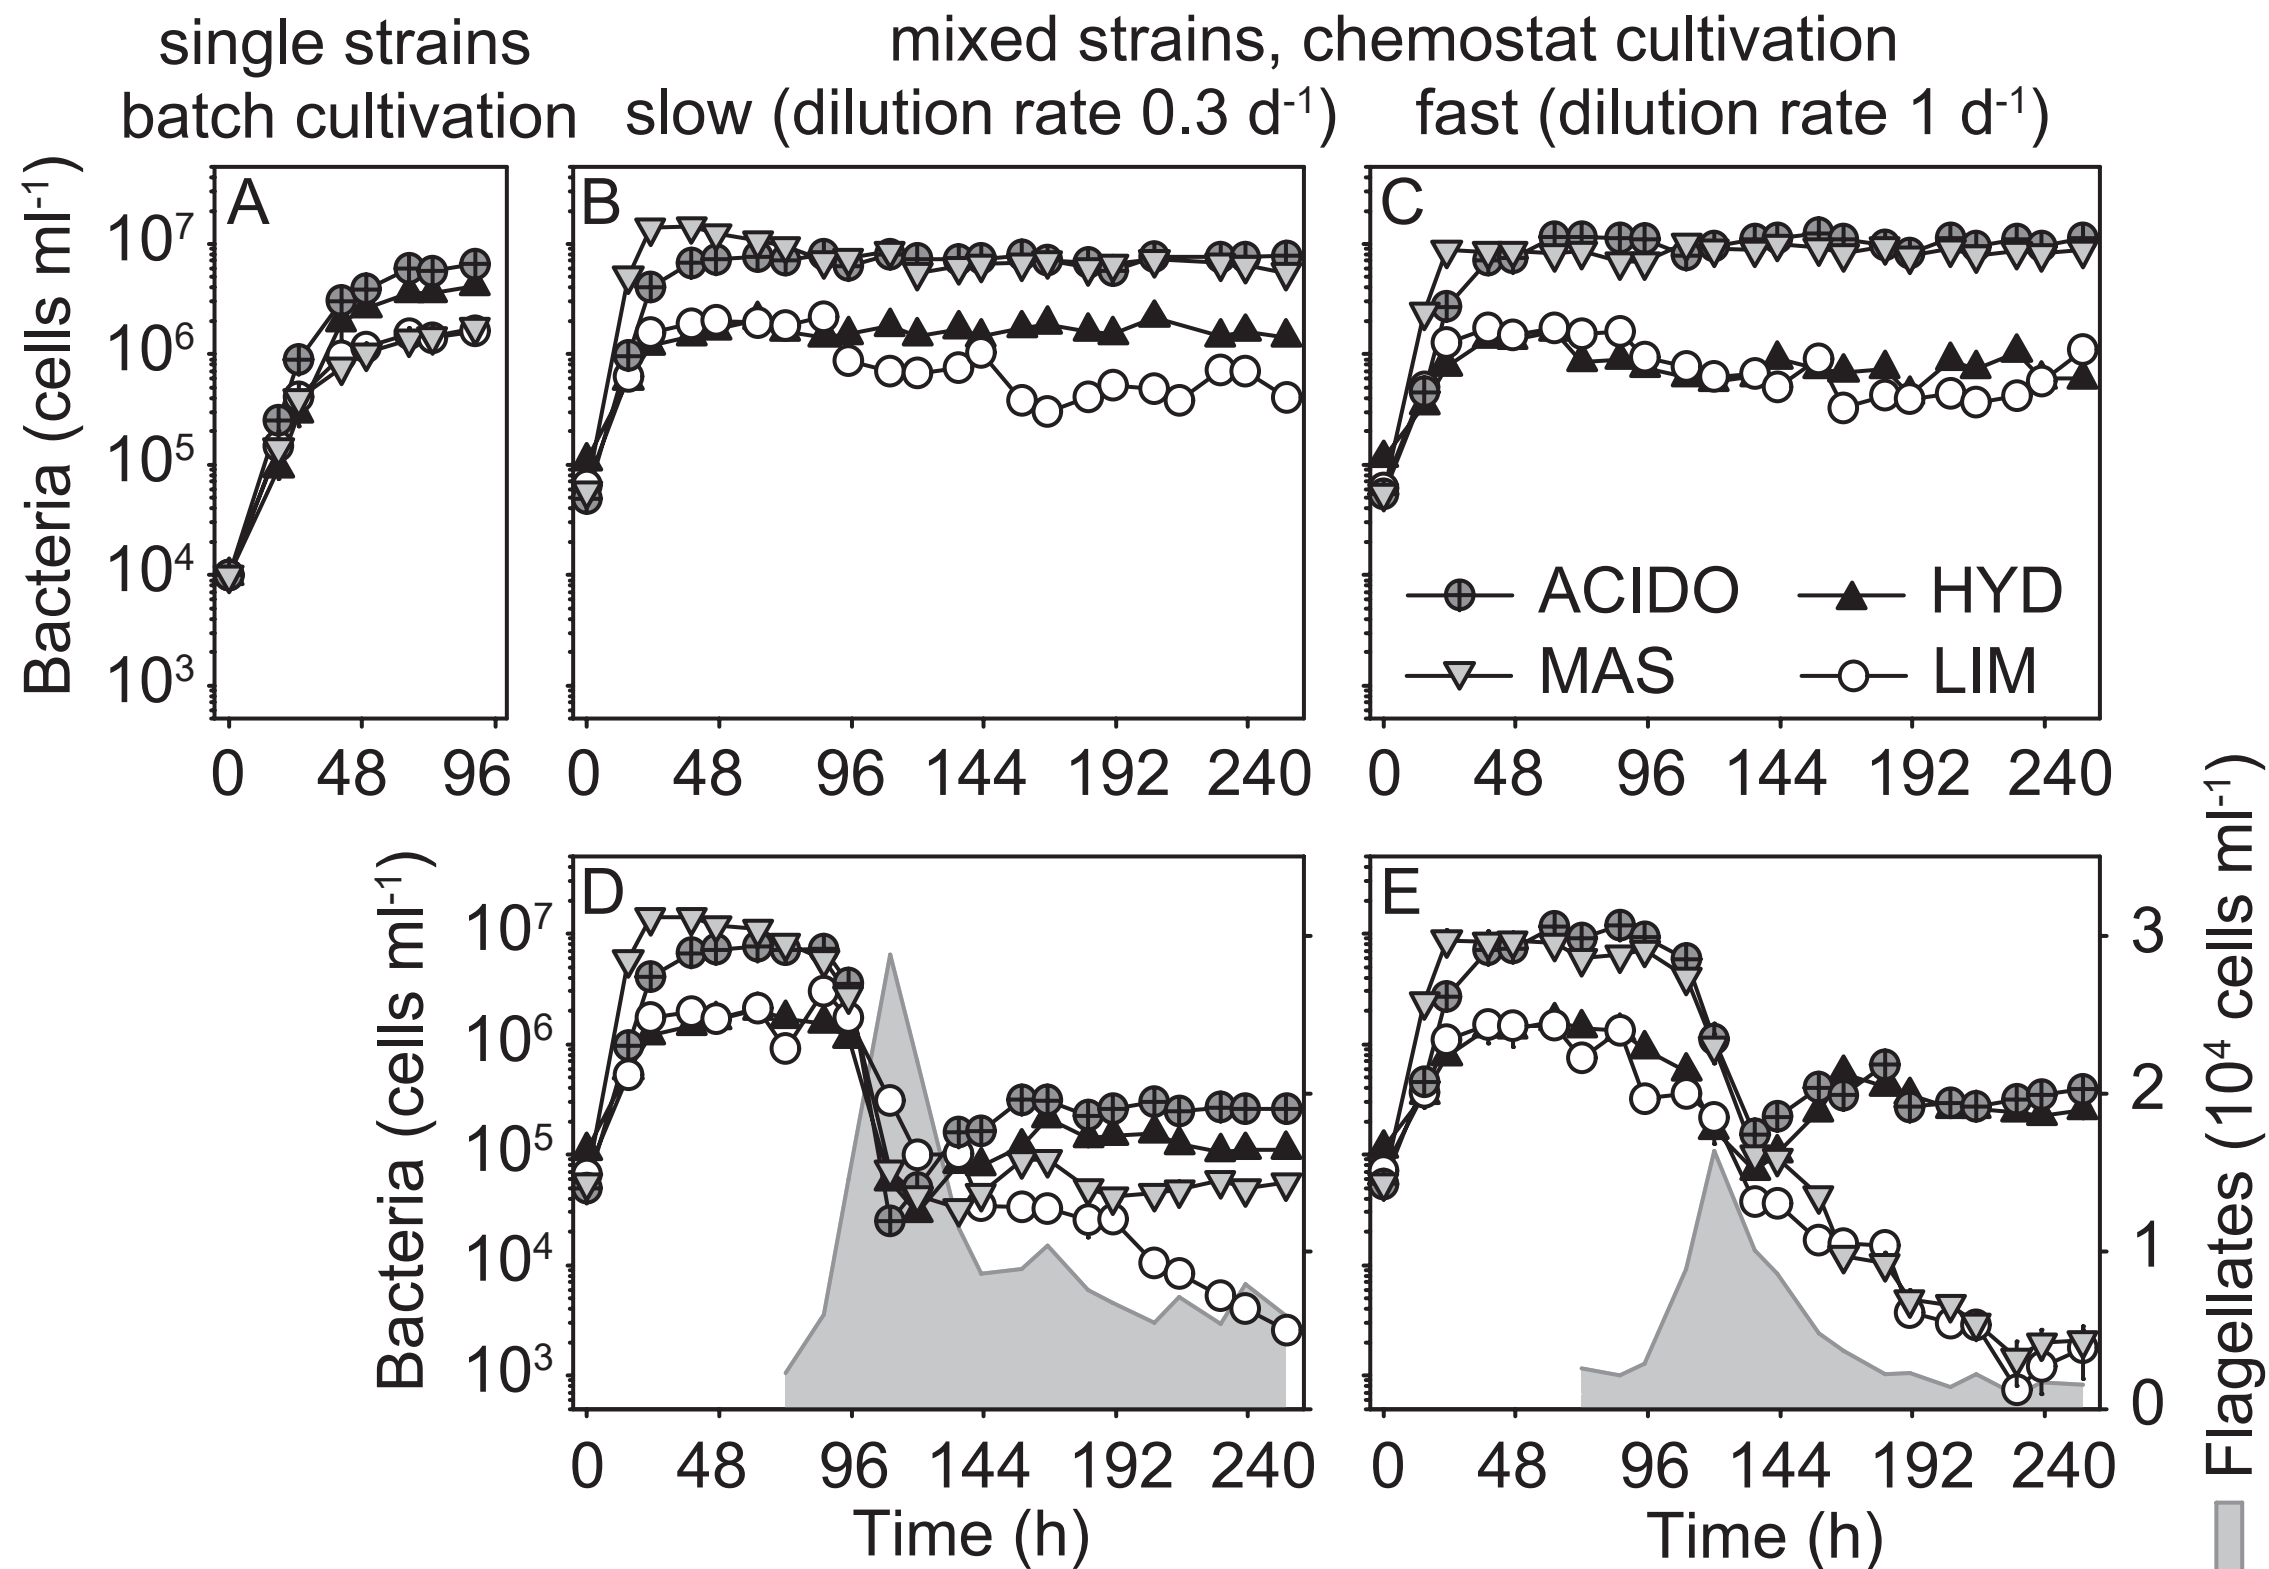 single strains
batch cultivation
mixed strains, chemostat cultivation
slow (dilution rate 0.3 d⁻¹)
fast (dilution rate 1 d⁻¹)
Bacteria (cells ml⁻¹)
10⁷
10⁶
10⁵
10⁴
10³
A
0 48 96
B
0 48 96 144 192 240
C
ACIDO
HYD
MAS
LIM
0 48 96 144 192 240
Bacteria (cells ml⁻¹)
10⁷
10⁶
10⁵
10⁴
10³
D
0 48 96 144 192 240
Time (h)
E
0 48 96 144 192 240
Time (h)
3
2
1
0
Flagellates (10⁴ cells ml⁻¹)